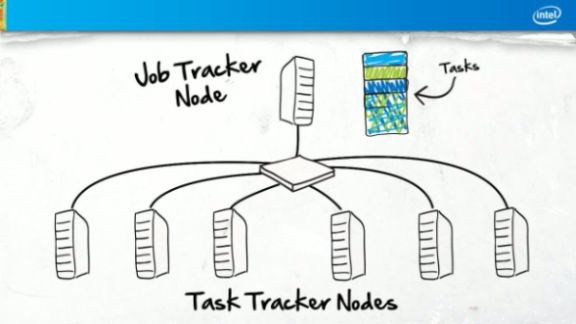 intel
Job Tracker
Node
Tasks
Task Tracker Nodes